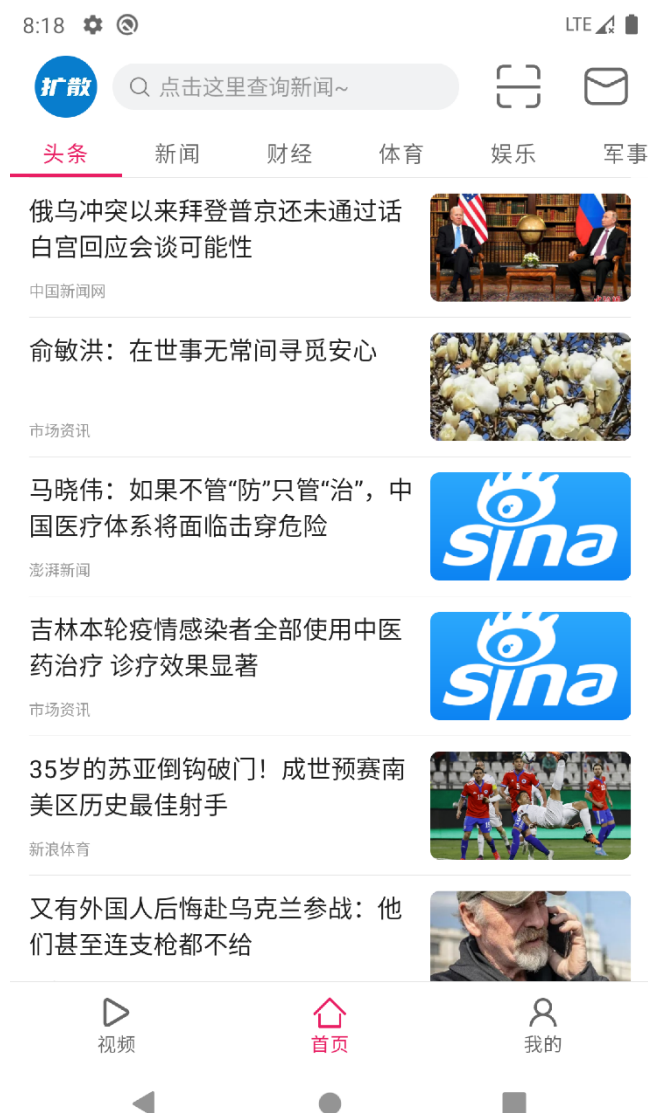 8:18
LTE
扩散
点击这里查询新闻~
头条 新闻 财经 体育 娱乐 军事
俄乌冲突以来拜登普京还未通过话
白宫回应会谈可能性
中国新闻网
俞敏洪：在世事无常间寻觅安心
市场资讯
马晓伟：如果不管“防”只管“治”，中
国医疗体系将面临击穿危险
澎湃新闻
sina
吉林本轮疫情感染者全部使用中医
药治疗 诊疗效果显著
市场资讯
sina
35岁的苏亚倒钩破门！成世预赛南
美区历史最佳射手
新浪体育
又有外国人后悔赴乌克兰参战：他
们甚至连支枪都不给
视频 首页 我的